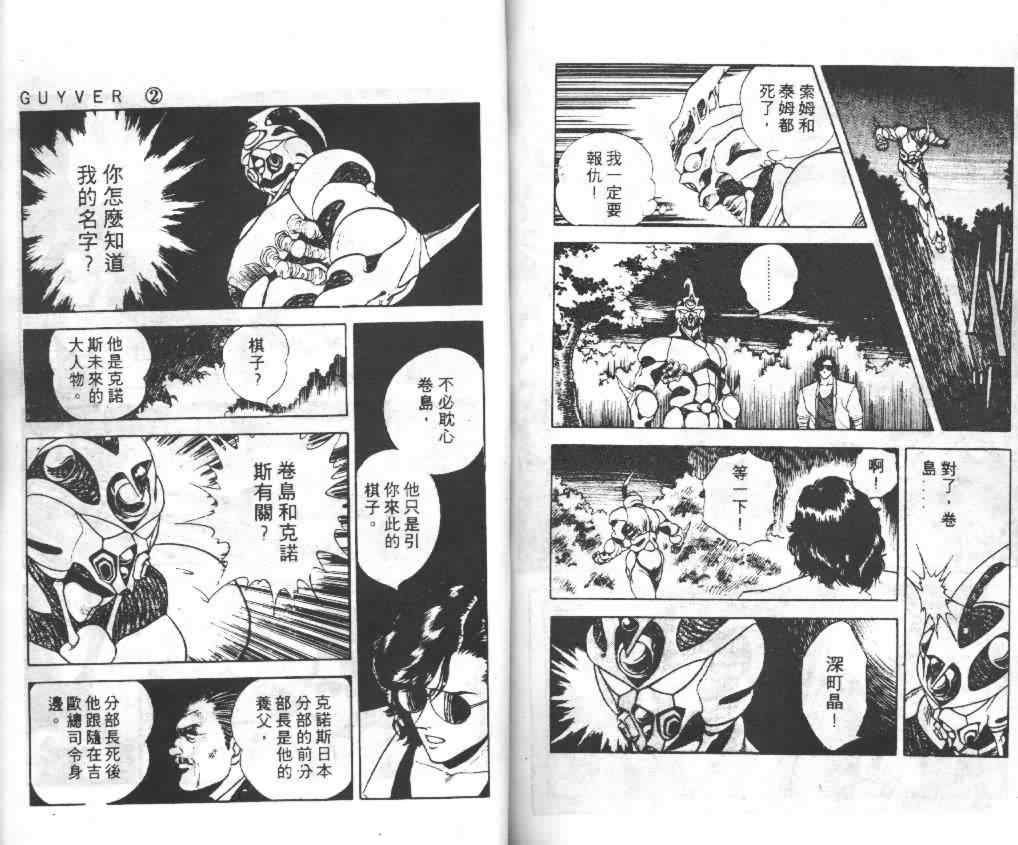 索姆和
泰姆都
死了，
我一定要
報仇！
………
對了，卷
島……
啊！
等一下！
深町晶！
GUYVER ②
你怎麼知道
我的名字？
不必耽心
卷島，
他只是引
你來此的
棋子。
棋子？
他是克諾
斯未來的
大人物。
卷島和克諾
斯有關？
克諾斯日本
分部的前分
部長是他的
養父，
分部長死後
他跟隨在吉
歐總司令身
邊。